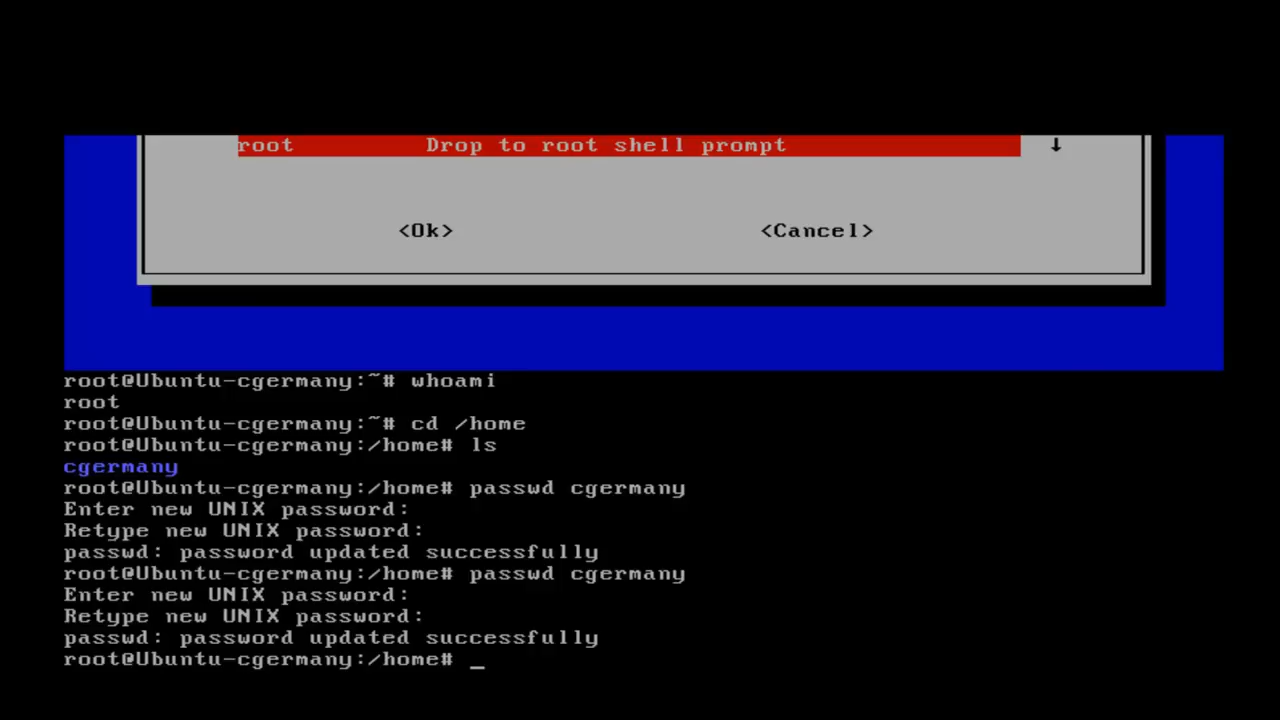 root Drop to root shell prompt ↓
<Ok> <Cancel>
root@Ubuntu-cgermany:~# whoami
root
root@Ubuntu-cgermany:~# cd /home
root@Ubuntu-cgermany:/home# ls
cgermany
root@Ubuntu-cgermany:/home# passwd cgermany
Enter new UNIX password:
Retype new UNIX password:
passwd: password updated successfully
root@Ubuntu-cgermany:/home# passwd cgermany
Enter new UNIX password:
Retype new UNIX password:
passwd: password updated successfully
root@Ubuntu-cgermany:/home# _